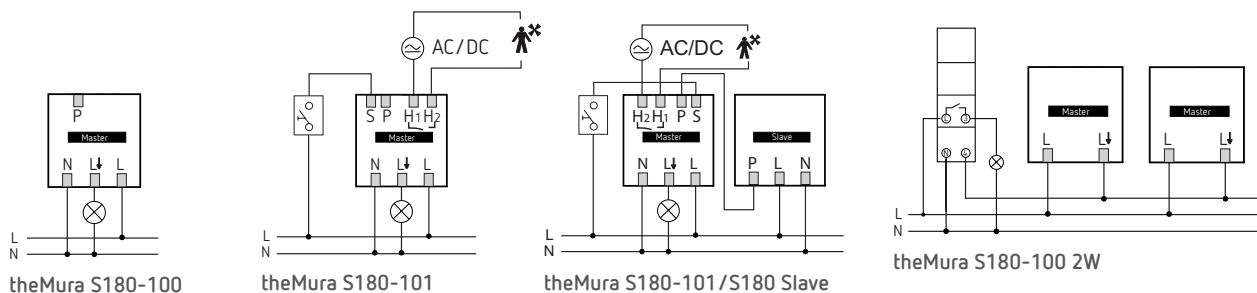 P
Master
N L↓ L
L
N
theMura S180-100
AC/DC
S P H1 H2
Master
N L↓ L
L
N
theMura S180-101
AC/DC
H2 H1 P S
Master
N L↓ L
Slave
P L N
L
N
theMura S180-101/S180 Slave
L L
N L
Master
L L↓
Master
L L↓
L
N
theMura S180-100 2W